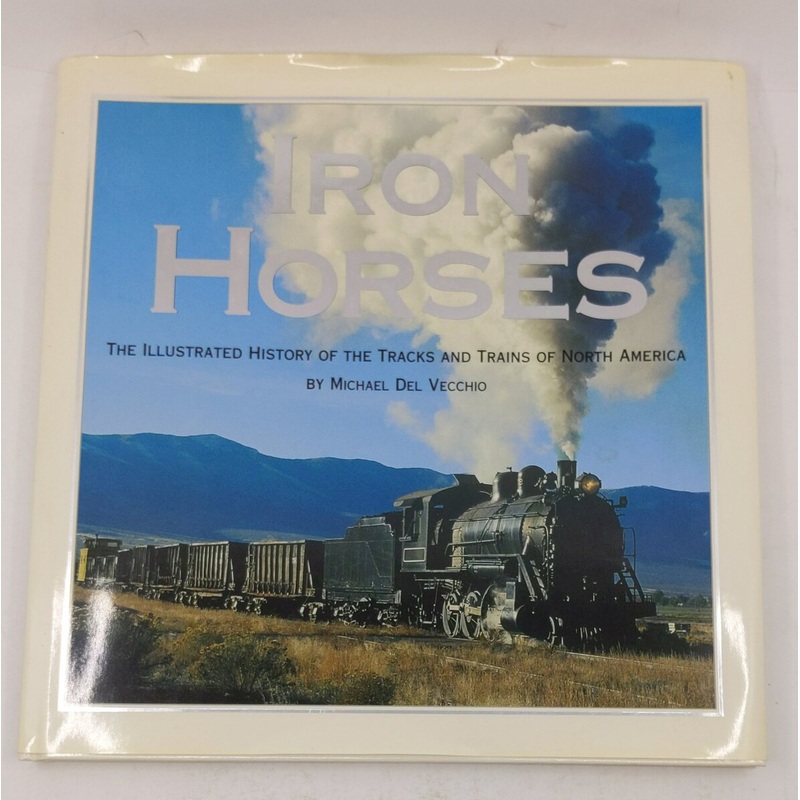 IRON
HORSES
THE ILLUSTRATED HISTORY OF THE TRACKS AND TRAINS OF NORTH AMERICA
BY MICHAEL DEL VECCHIO